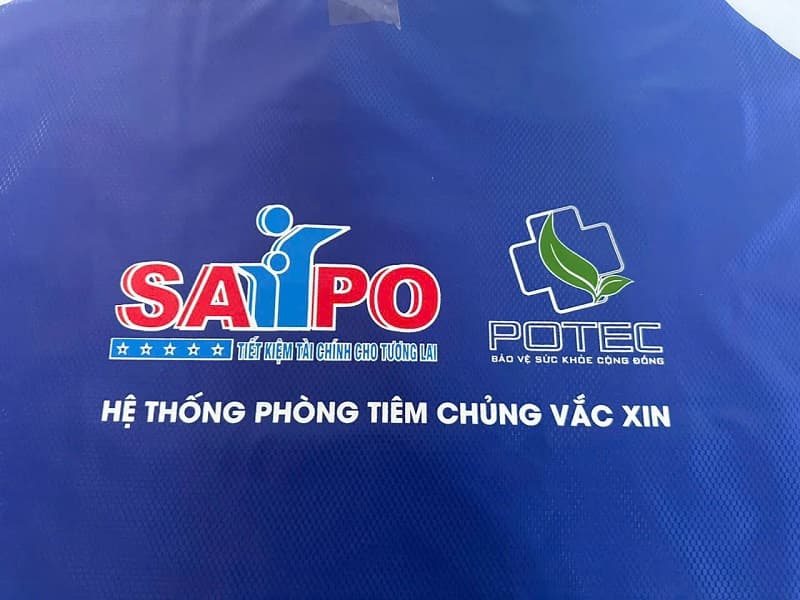 SAIPO
TIẾT KIỆM TÀI CHÍNH CHO TƯƠNG LAI
POTEC
BẢO VỆ SỨC KHỎE CỘNG ĐỒNG
HỆ THỐNG PHÒNG TIÊM CHỦNG VẮC XIN